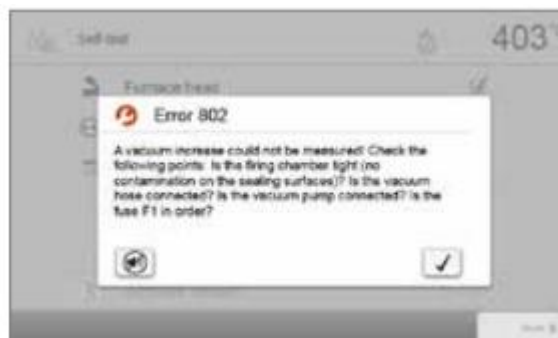 Self-test
403
Furnace head
Error 802
A vacuum increase could not be measured! Check the
following points: Is the firing chamber tight (no
contamination on the sealing surfaces)? Is the vacuum
hose connected? Is the vacuum pump connected? Is the
fuse F1 in order?